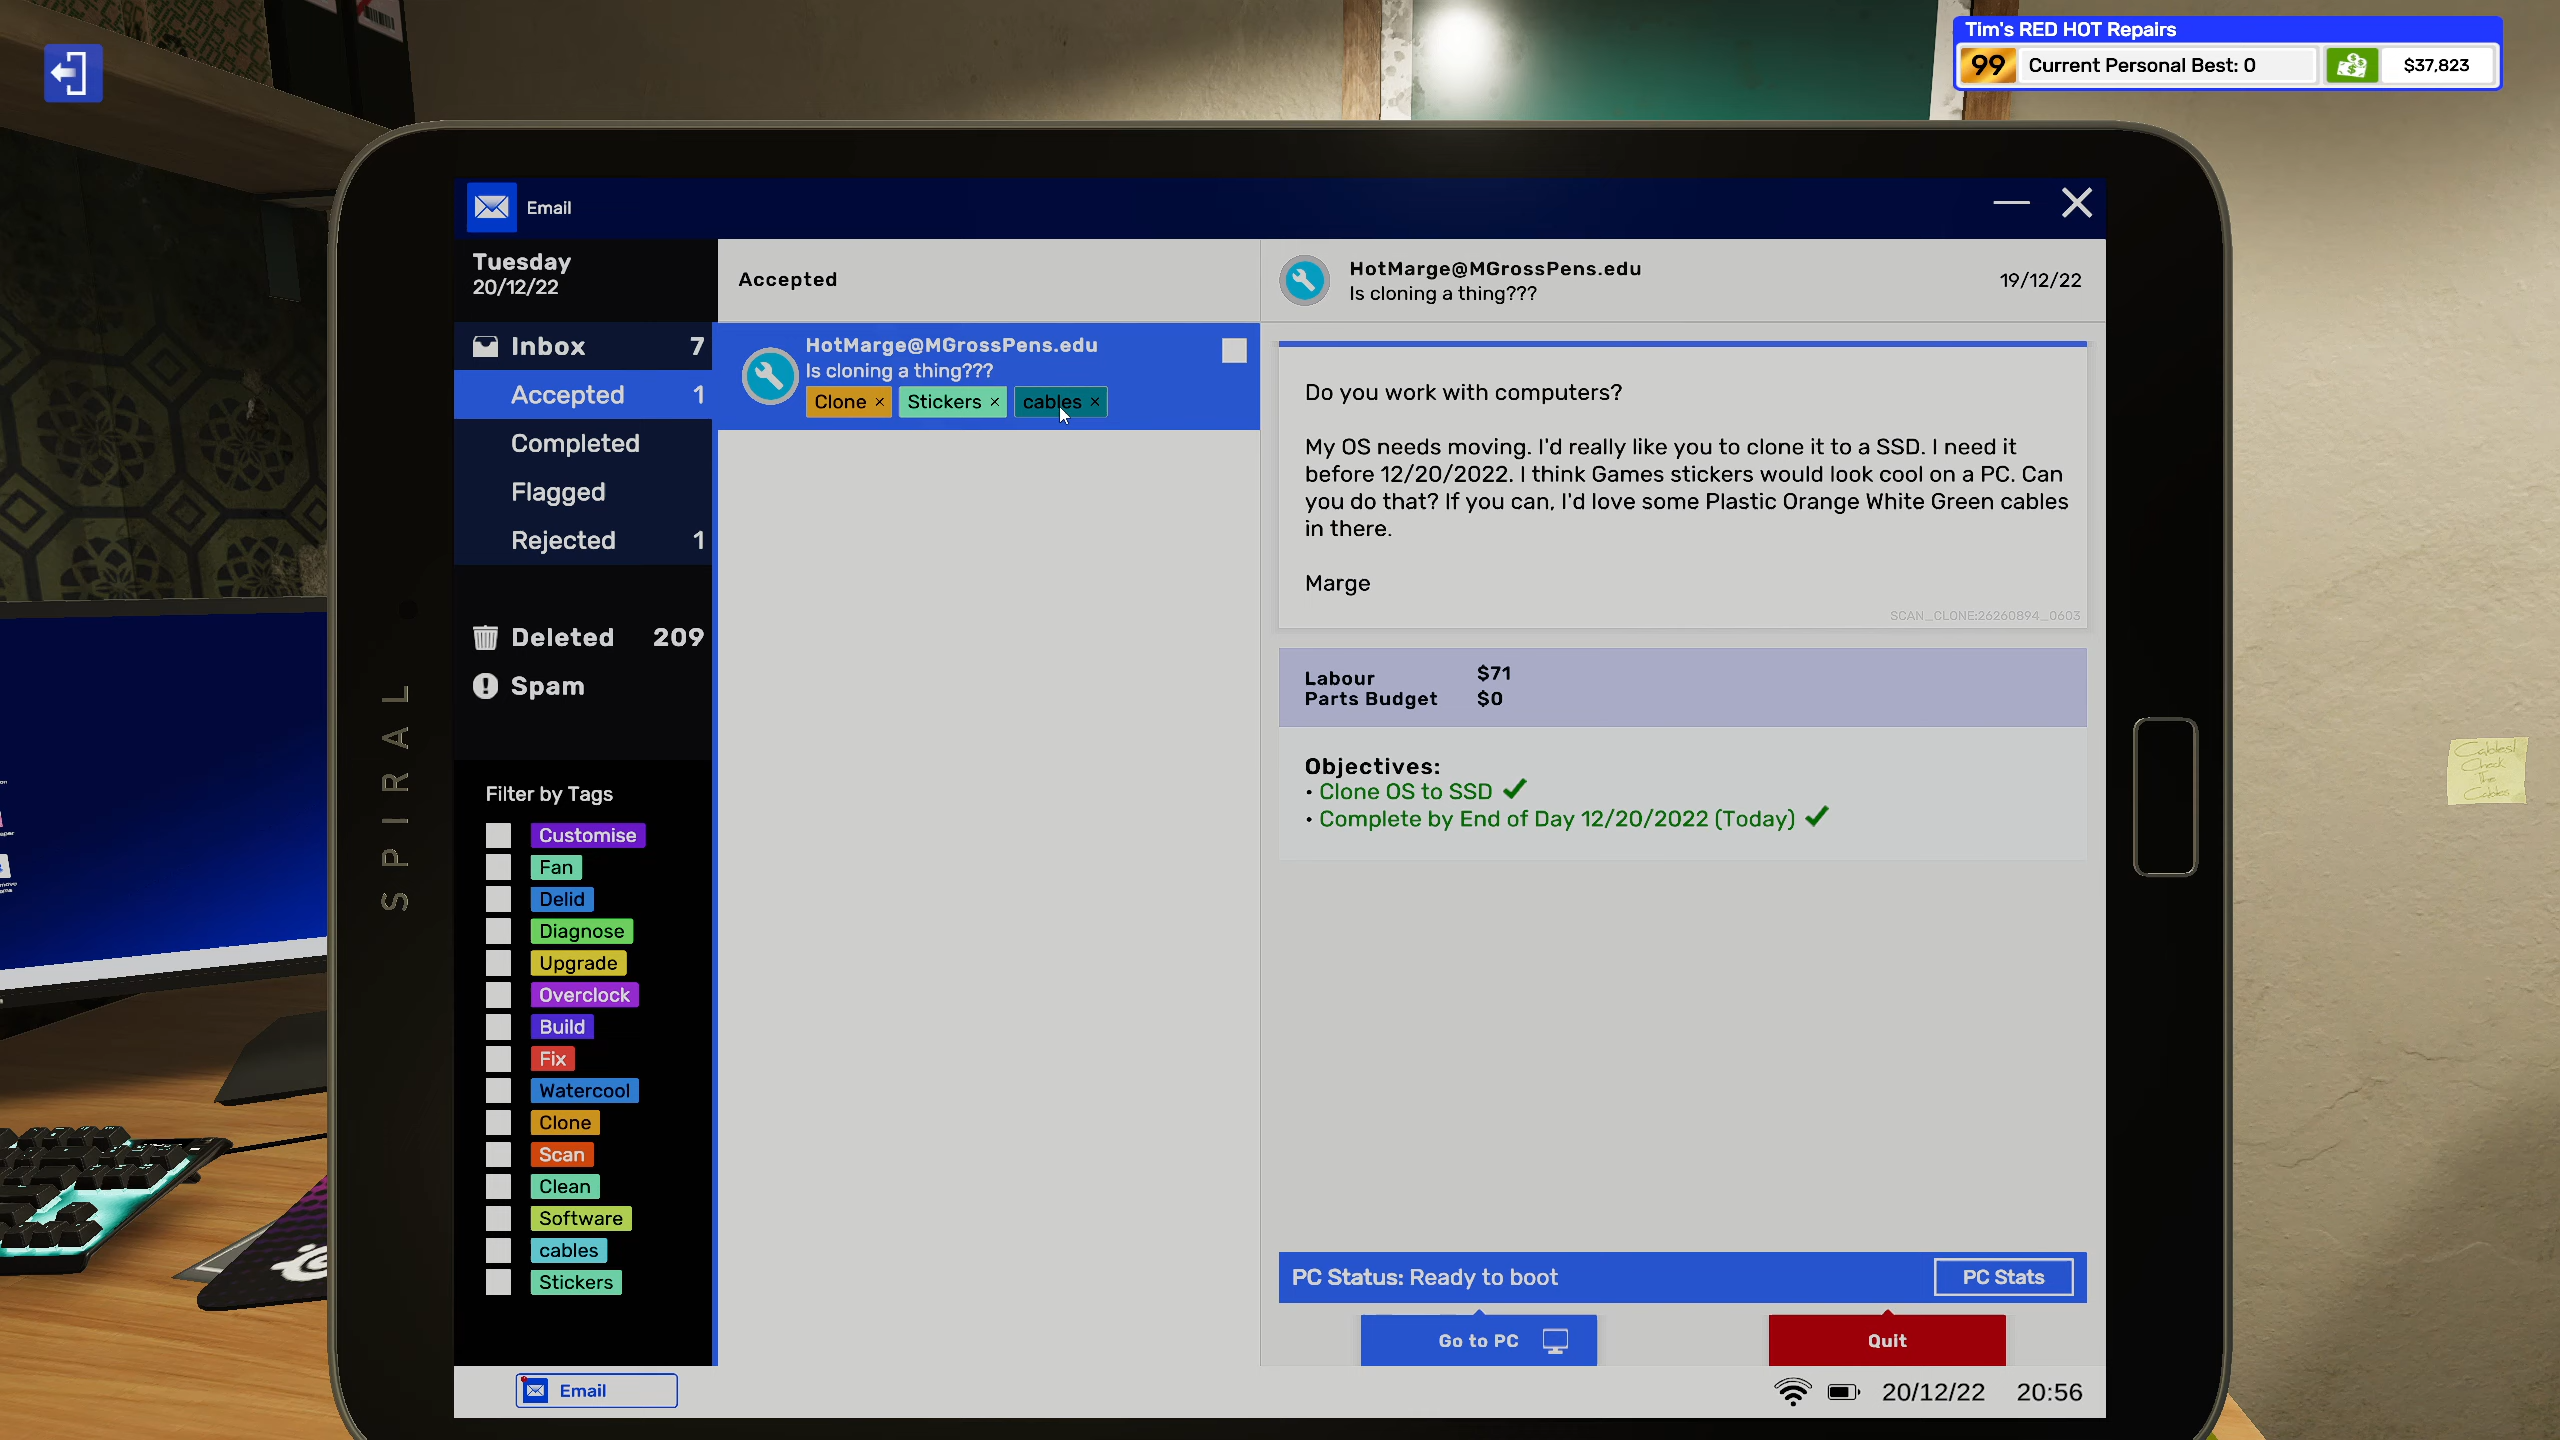 Tim's RED HOT Repairs
99 Current Personal Best: 0 $37,823
Email
Tuesday
20/12/22
Inbox 7
Accepted 1
Completed
Flagged
Rejected 1
Deleted 209
Spam
Filter by Tags
Customise
Fan
Delid
Diagnose
Upgrade
Overclock
Build
Fix
Watercool
Clone
Scan
Clean
Software
cables
Stickers
Accepted
HotMarge@MGrossPens.edu
Is cloning a thing???
Clone × Stickers × cables ×
HotMarge@MGrossPens.edu
Is cloning a thing???
19/12/22
Do you work with computers?
My OS needs moving. I'd really like you to clone it to a SSD. I need it
before 12/20/2022. I think Games stickers would look cool on a PC. Can
you do that? If you can, I'd love some Plastic Orange White Green cables
in there.
Marge
SCAN_CLONE:26260894_0603
Labour $71
Parts Budget $0
Objectives:
• Clone OS to SSD ✔
• Complete by End of Day 12/20/2022 (Today) ✔
PC Status: Ready to boot PC Stats
Go to PC Quit
Email 20/12/22 20:56
SPIRAL
Cables!
Check
The
Cables